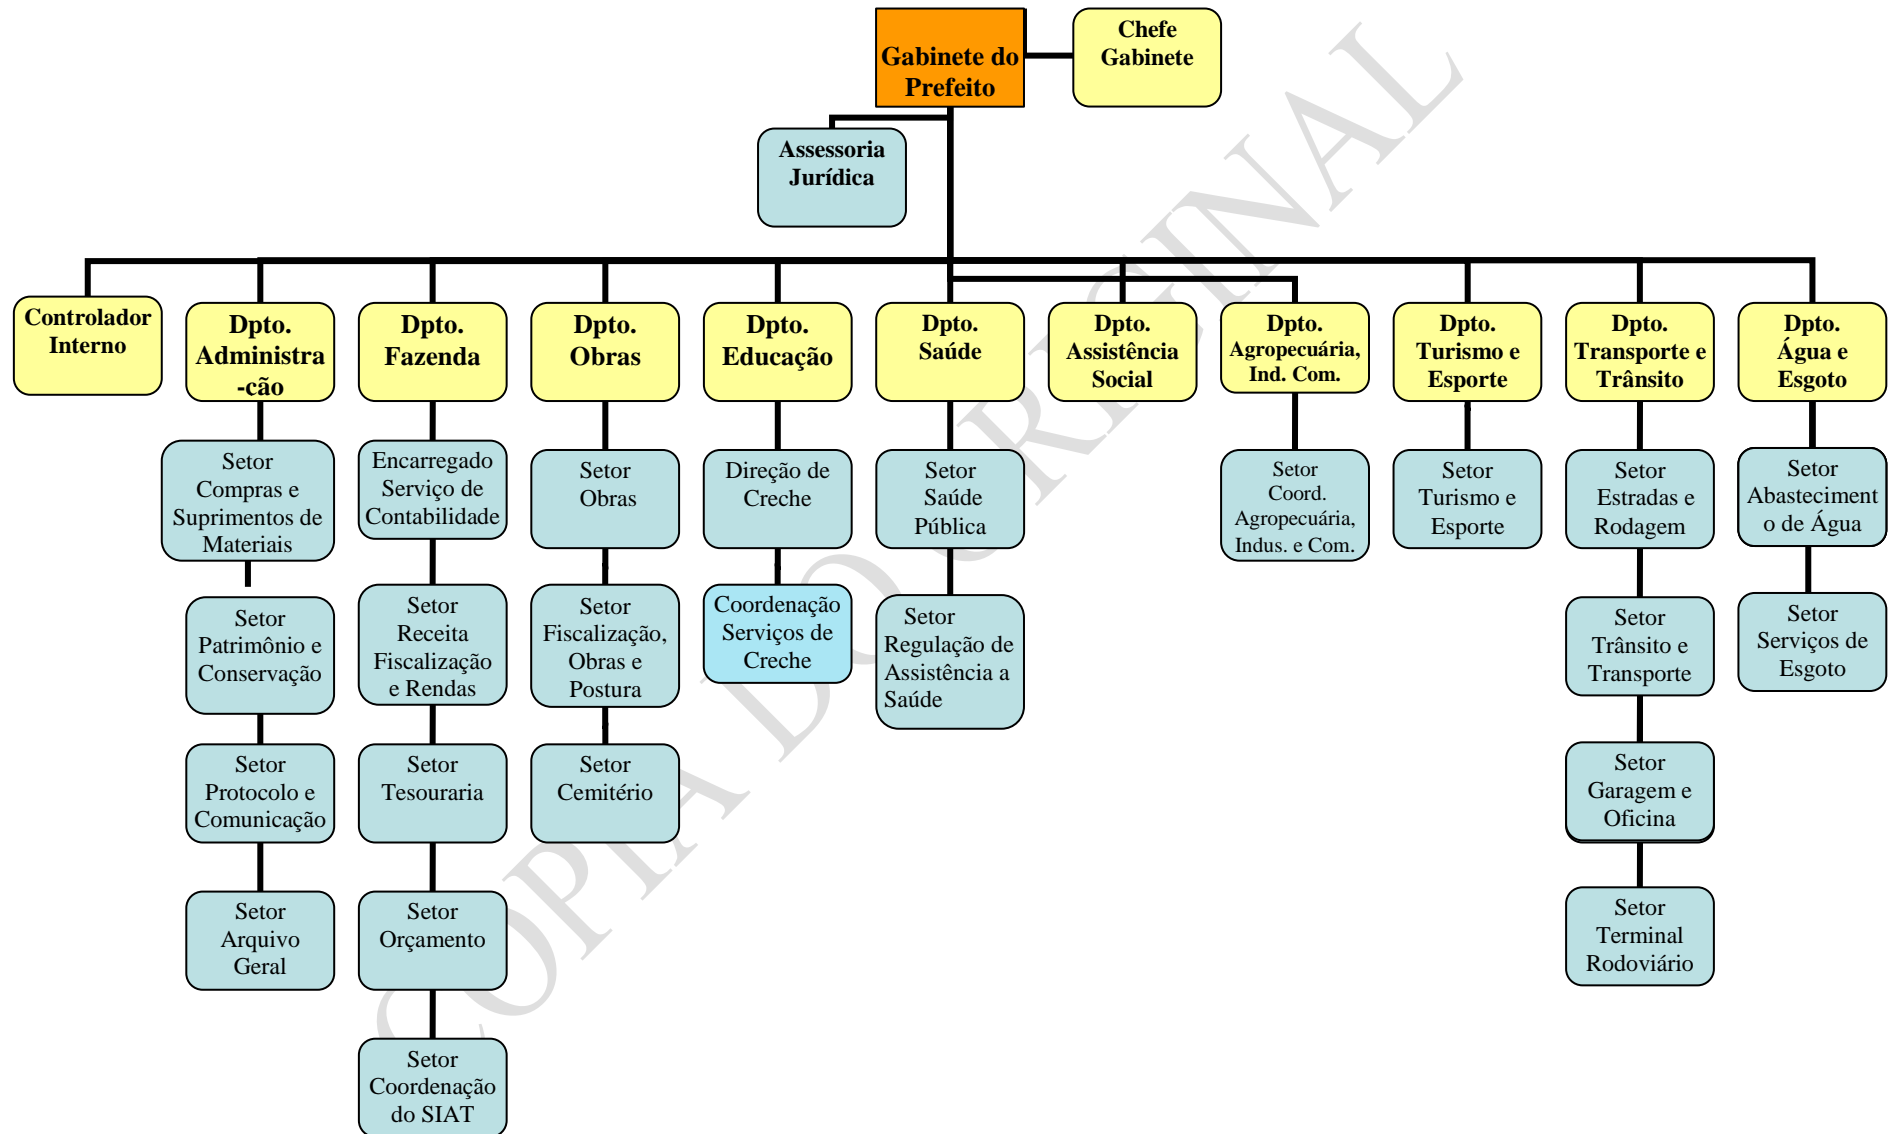 Gabinete do
Prefeito
Chefe
Gabinete
Assessoria
Jurídica
Controlador
Interno
Dpto.
Administra
-cão
Dpto.
Fazenda
Dpto.
Obras
Dpto.
Educação
Dpto.
Saúde
Dpto.
Assistência
Social
Dpto.
Agropecuária,
Ind. Com.
Dpto.
Turismo e
Esporte
Dpto.
Transporte e
Trânsito
Dpto.
Água e
Esgoto
Setor
Compras e
Suprimentos de
Materiais
Encarregado
Serviço de
Contabilidade
Setor
Obras
Direção de
Creche
Setor
Saúde
Pública
Setor
Coord.
Agropecuária,
Indus. e Com.
Setor
Turismo e
Esporte
Setor
Estradas e
Rodagem
Setor
Abasteciment
o de Água
Setor
Patrimônio e
Conservação
Setor
Receita
Fiscalização
e Rendas
Setor
Fiscalização,
Obras e
Postura
Coordenação
Serviços de
Creche
Setor
Regulação de
Assistência a
Saúde
Setor
Trânsito e
Transporte
Setor
Serviços de
Esgoto
Setor
Protocolo e
Comunicação
Setor
Tesouraria
Setor
Cemitério
Setor
Garagem e
Oficina
Setor
Arquivo
Geral
Setor
Orçamento
Setor
Terminal
Rodoviário
Setor
Coordenação
do SIAT
COPIA DO ORIGINAL